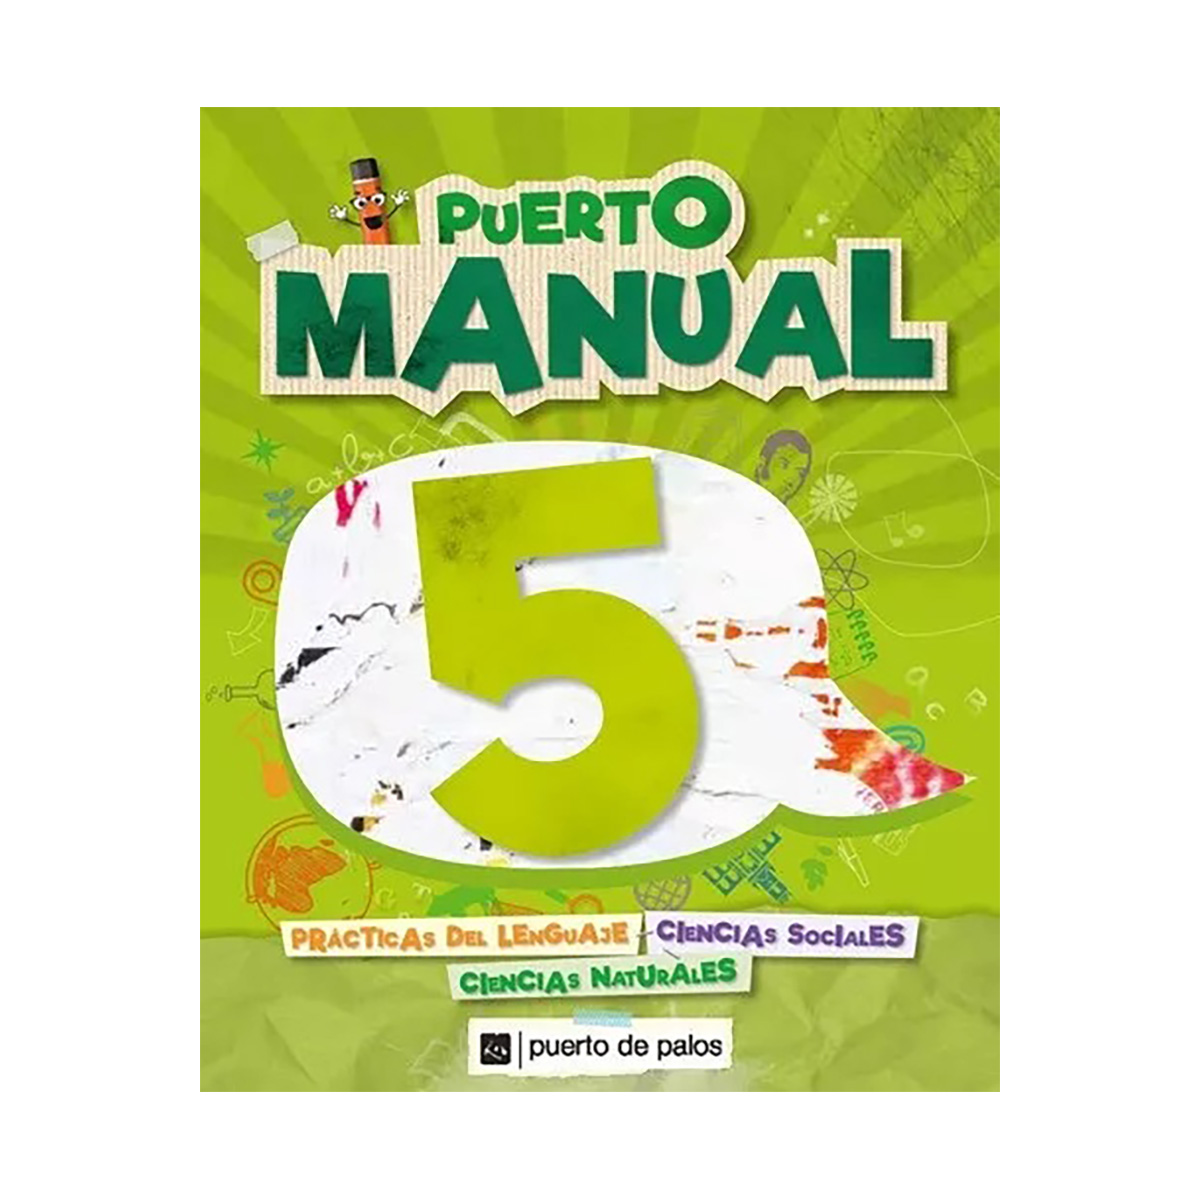 PUERTO
MANUAL
a+b+c
5
PRÁCTICAS DEL LENGUAJE - CIENCIAS SOCIALES
CIENCIAS NATURALES
puerto de palos